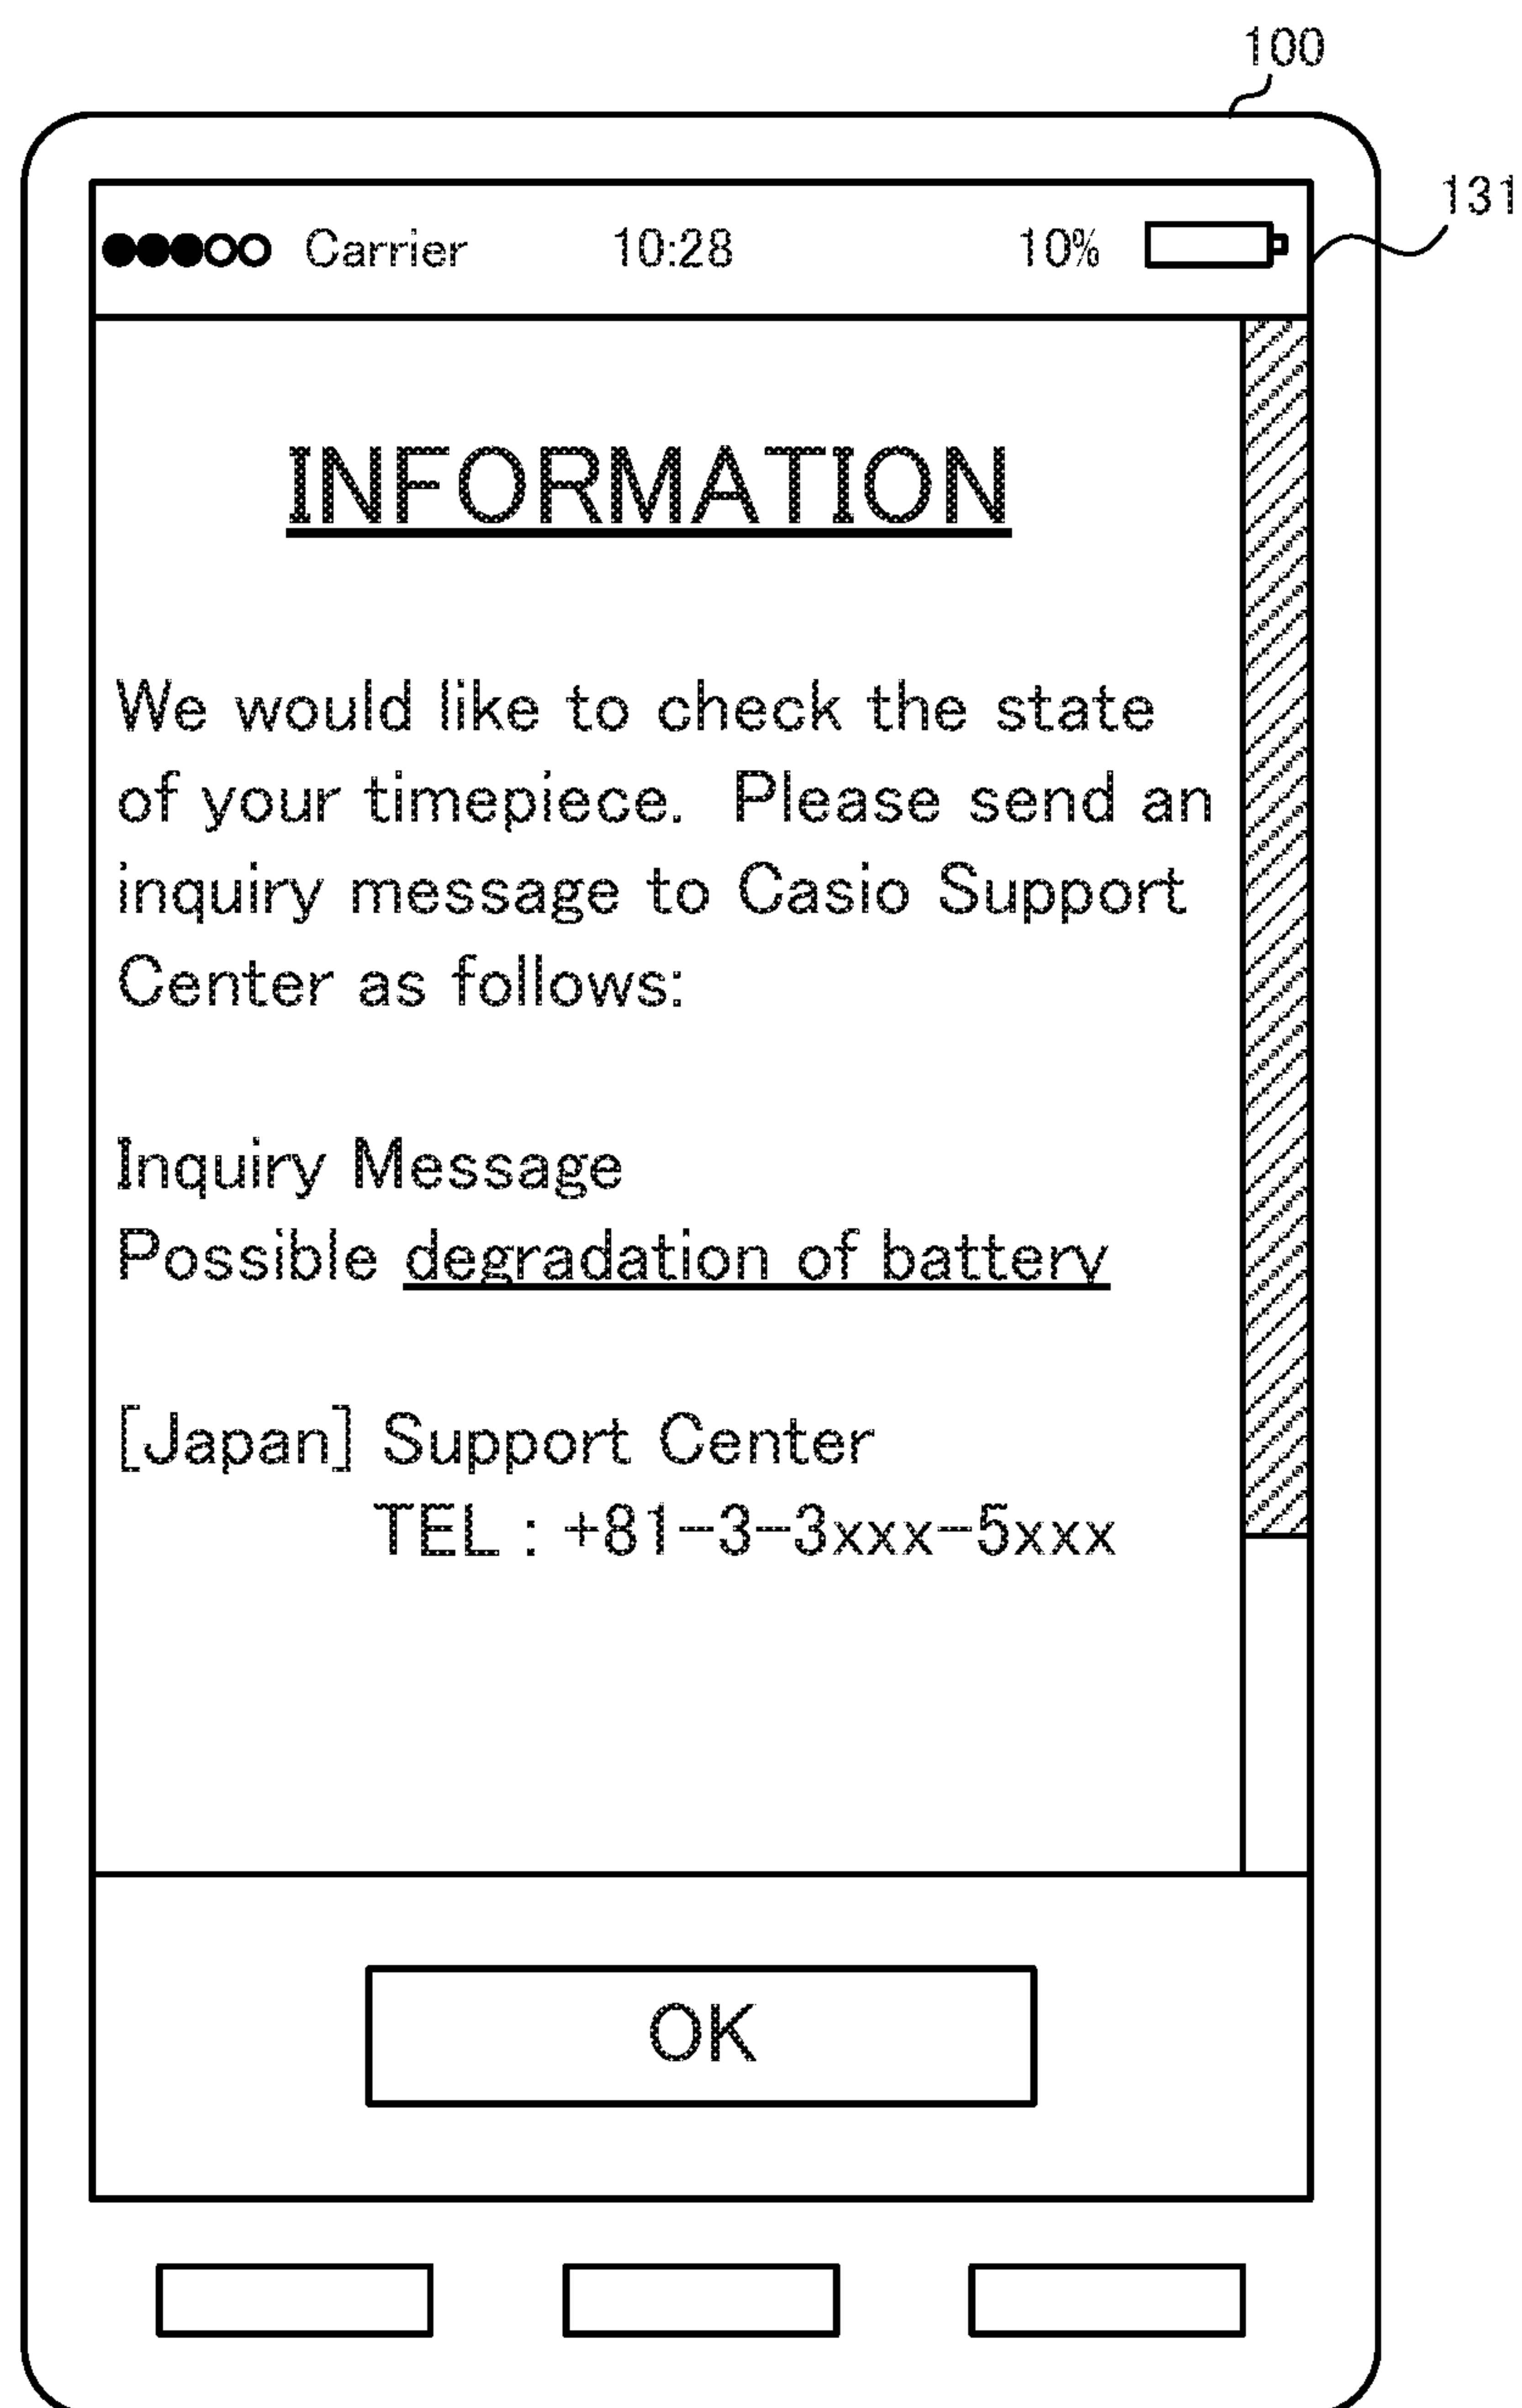 100
131
Carrier 10:28 10%
INFORMATION
We would like to check the state
of your timepiece. Please send an
inquiry message to Casio Support
Center as follows:
Inquiry Message
Possible degradation of battery
[Japan] Support Center
TEL : +81-3-3xxx-5xxx
OK